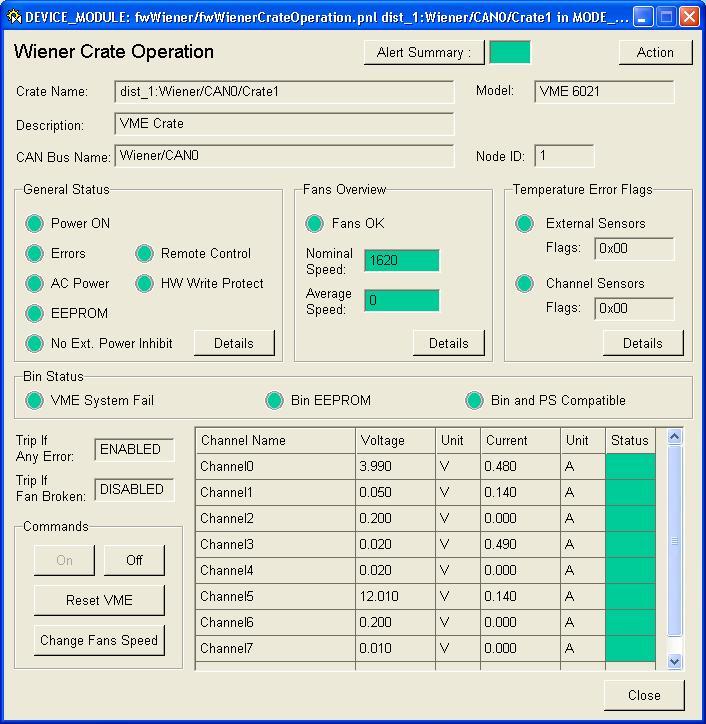 DEVICE_MODULE: fwWiener/fwWienerCrateOperation.pnl dist_1:Wiener/CAN0/Crate1 in MODE_...
Wiener Crate Operation
Alert Summary :
Action
Crate Name: dist_1:Wiener/CAN0/Crate1 Model: VME 6021
Description: VME Crate
CAN Bus Name: Wiener/CAN0 Node ID: 1
General Status
Power ON
Errors Remote Control
AC Power HW Write Protect
EEPROM
No Ext. Power Inhibit Details
Fans Overview
Fans OK
Nominal
Speed: 1620
Average
Speed: 0
Details
Temperature Error Flags
External Sensors
Flags: 0x00
Channel Sensors
Flags: 0x00
Details
Bin Status
VME System Fail Bin EEPROM Bin and PS Compatible
Trip If
Any Error: ENABLED
Trip If
Fan Broken: DISABLED
Commands
On Off
Reset VME
Change Fans Speed
Channel Name Voltage Unit Current Unit Status
Channel0 3.990 V 0.480 A
Channel1 0.050 V 0.140 A
Channel2 0.200 V 0.000 A
Channel3 0.020 V 0.490 A
Channel4 0.020 V 0.000 A
Channel5 12.010 V 0.140 A
Channel6 0.200 V 0.000 A
Channel7 0.010 V 0.000 A
Close